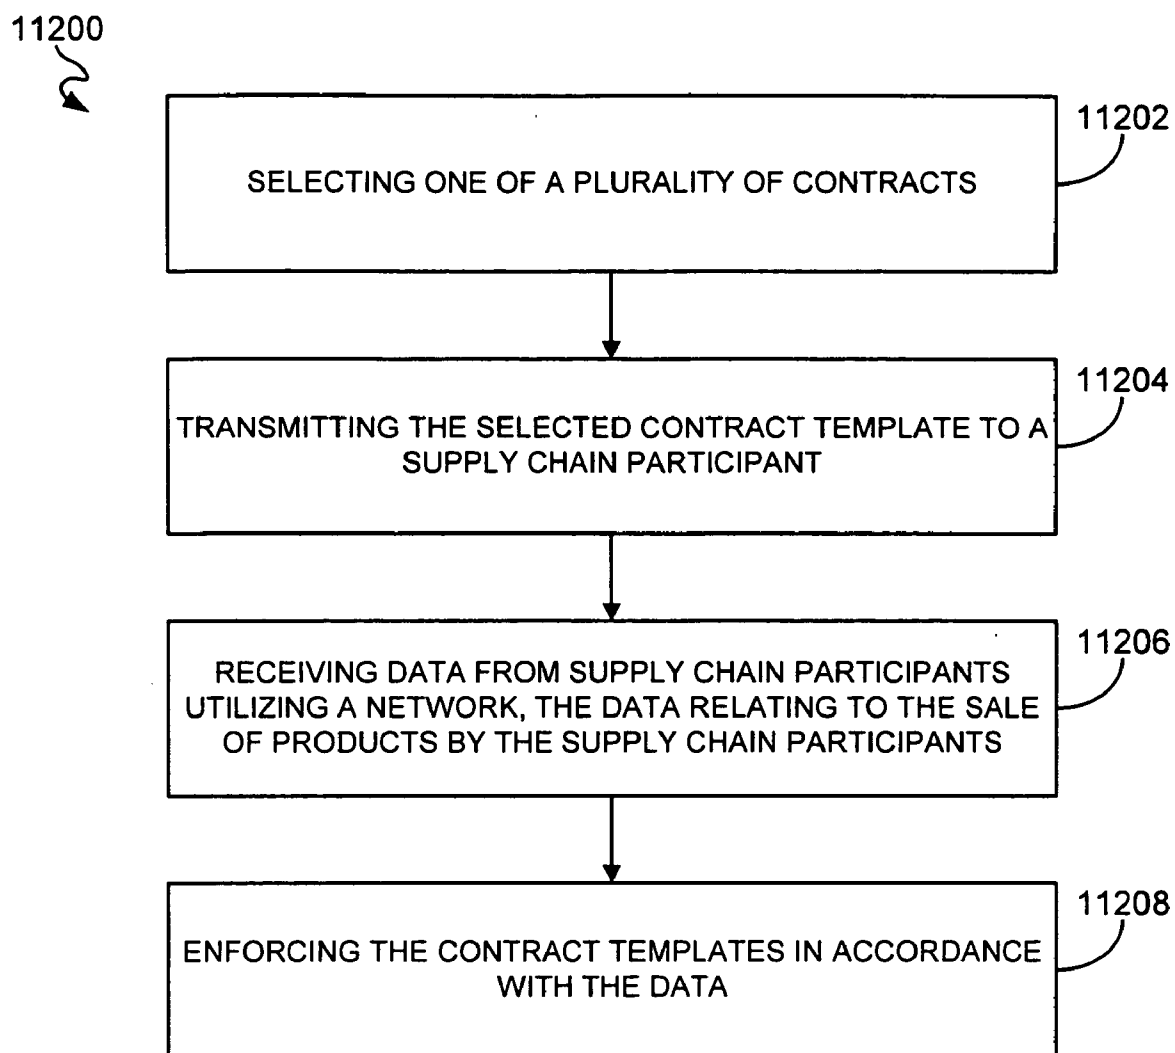 11200
11202
SELECTING ONE OF A PLURALITY OF CONTRACTS
11204
TRANSMITTING THE SELECTED CONTRACT TEMPLATE TO A
SUPPLY CHAIN PARTICIPANT
11206
RECEIVING DATA FROM SUPPLY CHAIN PARTICIPANTS
UTILIZING A NETWORK, THE DATA RELATING TO THE SALE
OF PRODUCTS BY THE SUPPLY CHAIN PARTICIPANTS
11208
ENFORCING THE CONTRACT TEMPLATES IN ACCORDANCE
WITH THE DATA